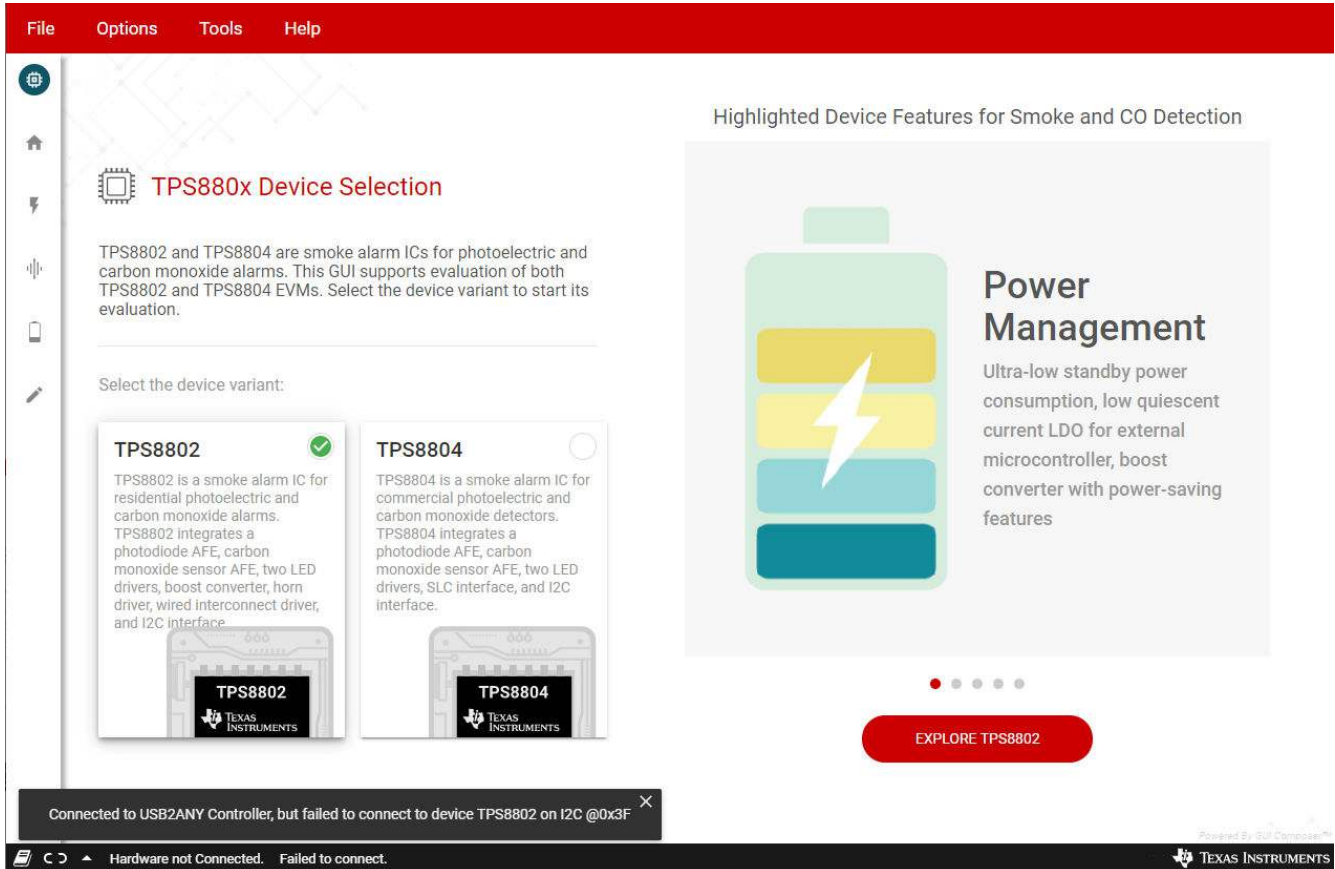 File Options Tools Help
Highlighted Device Features for Smoke and CO Detection
TPS880x Device Selection
TPS8802 and TPS8804 are smoke alarm ICs for photoelectric and
carbon monoxide alarms. This GUI supports evaluation of both
TPS8802 and TPS8804 EVMs. Select the device variant to start its
evaluation.
Select the device variant:
TPS8802
TPS8802 is a smoke alarm IC for
residential photoelectric and
carbon monoxide alarms.
TPS8802 integrates a
photodiode AFE, carbon
monoxide sensor AFE, two LED
drivers, boost converter, horn
driver, wired interconnect driver,
and I2C interface
TPS8802
TEXAS
INSTRUMENTS
TPS8804
TPS8804 is a smoke alarm IC for
commercial photoelectric and
carbon monoxide detectors.
TPS8804 integrates a
photodiode AFE, carbon
monoxide sensor AFE, two LED
drivers, SLC interface, and I2C
interface.
TPS8804
TEXAS
INSTRUMENTS
Power
Management
Ultra-low standby power
consumption, low quiescent
current LDO for external
microcontroller, boost
converter with power-saving
features
EXPLORE TPS8802
Connected to USB2ANY Controller, but failed to connect to device TPS8802 on I2C @0x3F
Powered By GUI Composer™
Hardware not Connected. Failed to connect.
TEXAS INSTRUMENTS